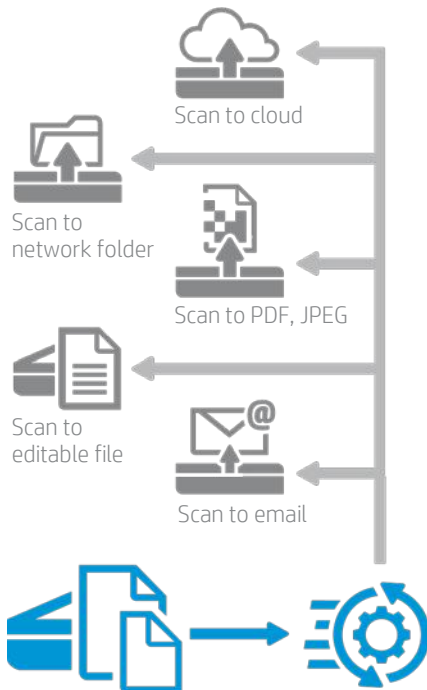 Scan to cloud
Scan to
network folder
Scan to PDF, JPEG
Scan to
editable file
@
Scan to email